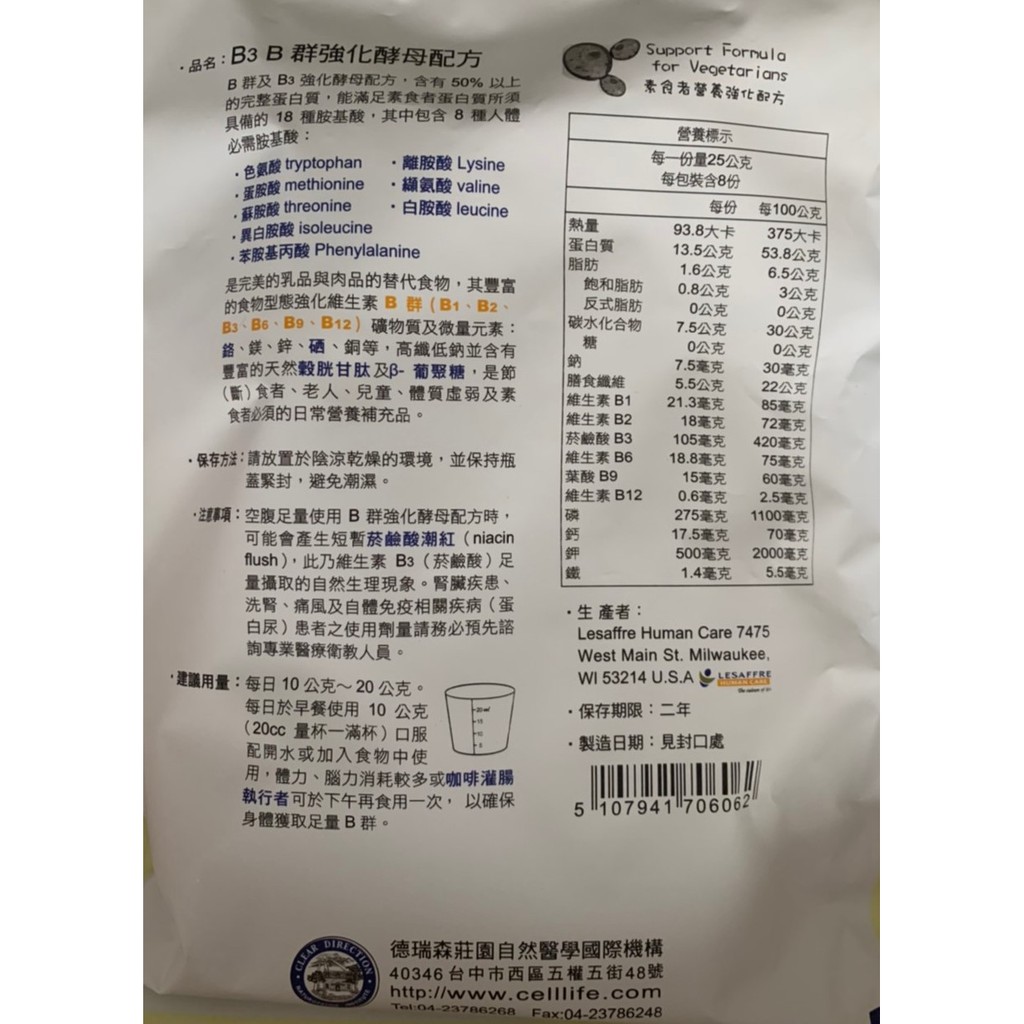 ・品名：B3 B 群強化酵母配方
B 群及 B3 強化酵母配方，含有 50% 以上
的完整蛋白質，能滿足素食者蛋白質所須
具備的 18 種胺基酸，其中包含 8 種人體
必需胺基酸：
・色氨酸 tryptophan ・離胺酸 Lysine
・蛋胺酸 methionine ・纈氨酸 valine
・蘇胺酸 threonine ・白胺酸 leucine
・異白胺酸 isoleucine
・苯胺基丙酸 Phenylalanine
是完美的乳品與肉品的替代食物，其豐富
的食物型態強化維生素 B 群（B1、B2、
B3、B6、B9、B12）礦物質及微量元素：
鉻、鎂、鋅、硒、銅等，高纖低鈉並含有
豐富的天然穀胱甘肽及β- 葡聚糖，是節
（斷）食者、老人、兒童、體質虛弱及素
食者必須的日常營養補充品。
・保存方法：請放置於陰涼乾燥的環境，並保持瓶
蓋緊封，避免潮濕。
・注意事項：空腹足量使用 B 群強化酵母配方時，
可能會產生短暫菸鹼酸潮紅（niacin
flush），此乃維生素 B3（菸鹼酸）足
量攝取的自然生理現象。腎臟疾患、
洗腎、痛風及自體免疫相關疾病（蛋
白尿）患者之使用劑量請務必預先諮
詢專業醫療衛教人員。
・建議用量：每日 10 公克～ 20 公克。
每日於早餐使用 10 公克
（20cc 量杯一滿杯）口服
配開水或加入食物中使
用，體力、腦力消耗較多或咖啡灌腸
執行者可於下午再食用一次， 以確保
身體獲取足量 B 群。
Support Formula
for Vegetarians
素食者營養強化配方
營養標示
每一份量25公克
每包裝含8份
每份 每100公克
熱量 93.8大卡 375大卡
蛋白質 13.5公克 53.8公克
脂肪 1.6公克 6.5公克
飽和脂肪 0.8公克 3公克
反式脂肪 0公克 0公克
碳水化合物 7.5公克 30公克
糖 0公克 0公克
鈉 7.5毫克 30毫克
膳食纖維 5.5公克 22公克
維生素 B1 21.3毫克 85毫克
維生素 B2 18毫克 72毫克
菸鹼酸 B3 105毫克 420毫克
維生素 B6 18.8毫克 75毫克
葉酸 B9 15毫克 60毫克
維生素 B12 0.6毫克 2.5毫克
磷 275毫克 1100毫克
鈣 17.5毫克 70毫克
鉀 500毫克 2000毫克
鐵 1.4毫克 5.5毫克
・生 產者：
Lesaffre Human Care 7475
West Main St. Milwaukee,
WI 53214 U.S.A LESAFFRE
HUMAN CARE
・保存期限：二年
・製造日期：見封口處
5 107941 706062
CLEAR DIRECTION
德瑞森莊園自然醫學國際機構
40346 台中市西區五權五街48號
http://www.celllife.com
Tel:04-23786268 Fax:04-23786248